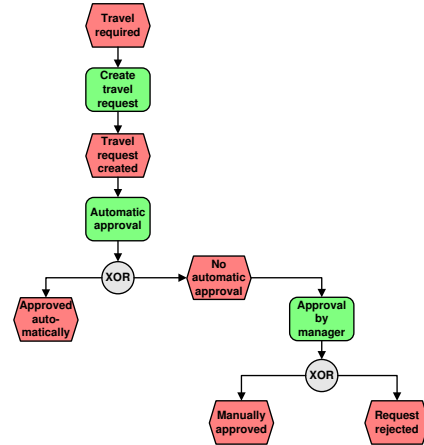 Travel
required
Create
travel
request
Travel
request
created
Automatic
approval
XOR
No
automatic
approval
Approved
auto-
matically
Approval
by
manager
XOR
Manually
approved
Request
rejected